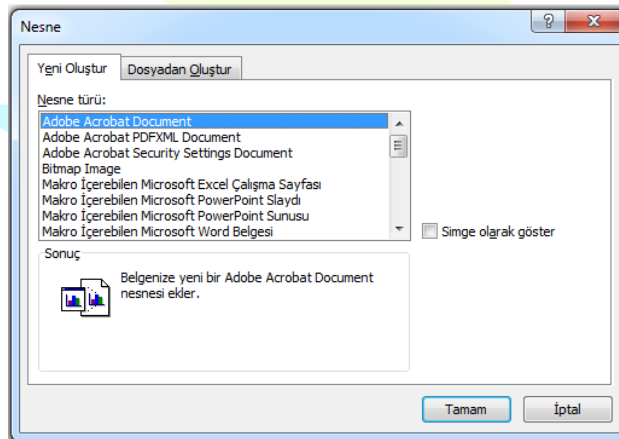 Nesne
Yeni Oluştur Dosyadan Oluştur
Nesne türü:
Adobe Acrobat Document
Adobe Acrobat PDFXML Document
Adobe Acrobat Security Settings Document
Bitmap Image
Makro İçerebilen Microsoft Excel Çalışma Sayfası
Makro İçerebilen Microsoft PowerPoint Slaydı
Makro İçerebilen Microsoft PowerPoint Sunusu
Makro İçerebilen Microsoft Word Belgesi
Simge olarak göster
Sonuç
Belgenize yeni bir Adobe Acrobat Document
nesnesi ekler.
Tamam İptal